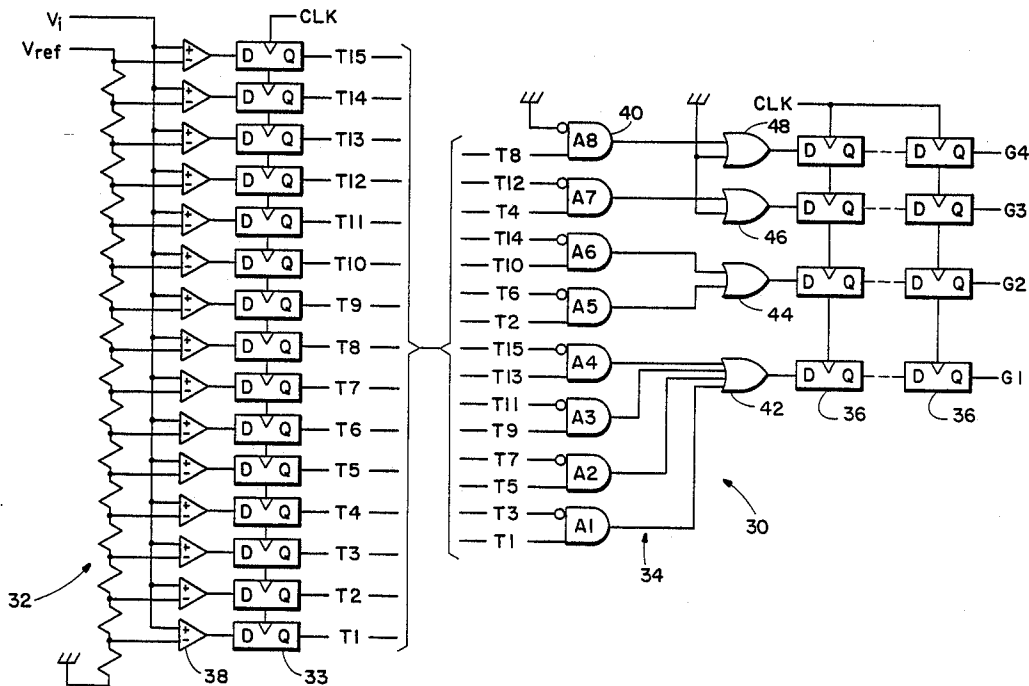 Vi
CLK
Vref
+ - D Q T15
+ - D Q T14
+ - D Q T13
+ - D Q T12
+ - D Q T11
+ - D Q T10
+ - D Q T9
+ - D Q T8
+ - D Q T7
+ - D Q T6
+ - D Q T5
+ - D Q T4
+ - D Q T3
+ - D Q T2
+ - D Q T1
32
38
33
40
48
CLK
A8
T8
D Q D Q G4
T12
A7
T4
46
D Q D Q G3
T14
A6
T10
T6
A5
T2
44
D Q D Q G2
T15
A4
T13
42
D Q D Q G1
36
36
T11
A3
T9
T7
A2
T5
T3
A1
T1
34
30